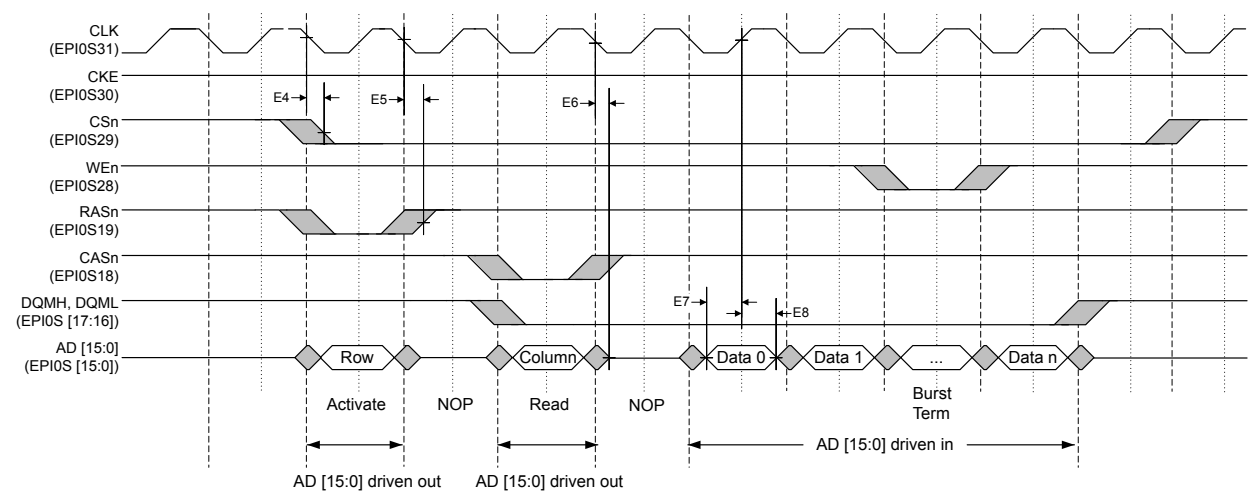 CLK
(EPI0S31)
CKE
(EPI0S30)
E4
E5
E6
CSn
(EPI0S29)
WEn
(EPI0S28)
RASn
(EPI0S19)
CASn
(EPI0S18)
DQMH, DQML
(EPI0S [17:16])
E7
E8
AD [15:0]
(EPI0S [15:0])
Row
Column
Data 0
Data 1
...
Data n
Activate
NOP
Read
NOP
Burst
Term
AD [15:0] driven in
AD [15:0] driven out
AD [15:0] driven out